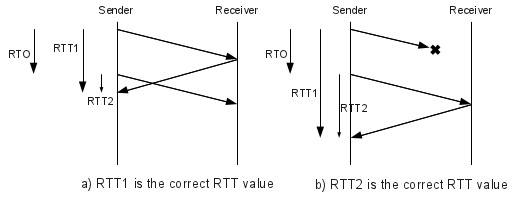 Sender Receiver Sender Receiver
RTO RTT1 RTO
RTT2 RTT1 RTT2
a) RTT1 is the correct RTT value b) RTT2 is the correct RTT value